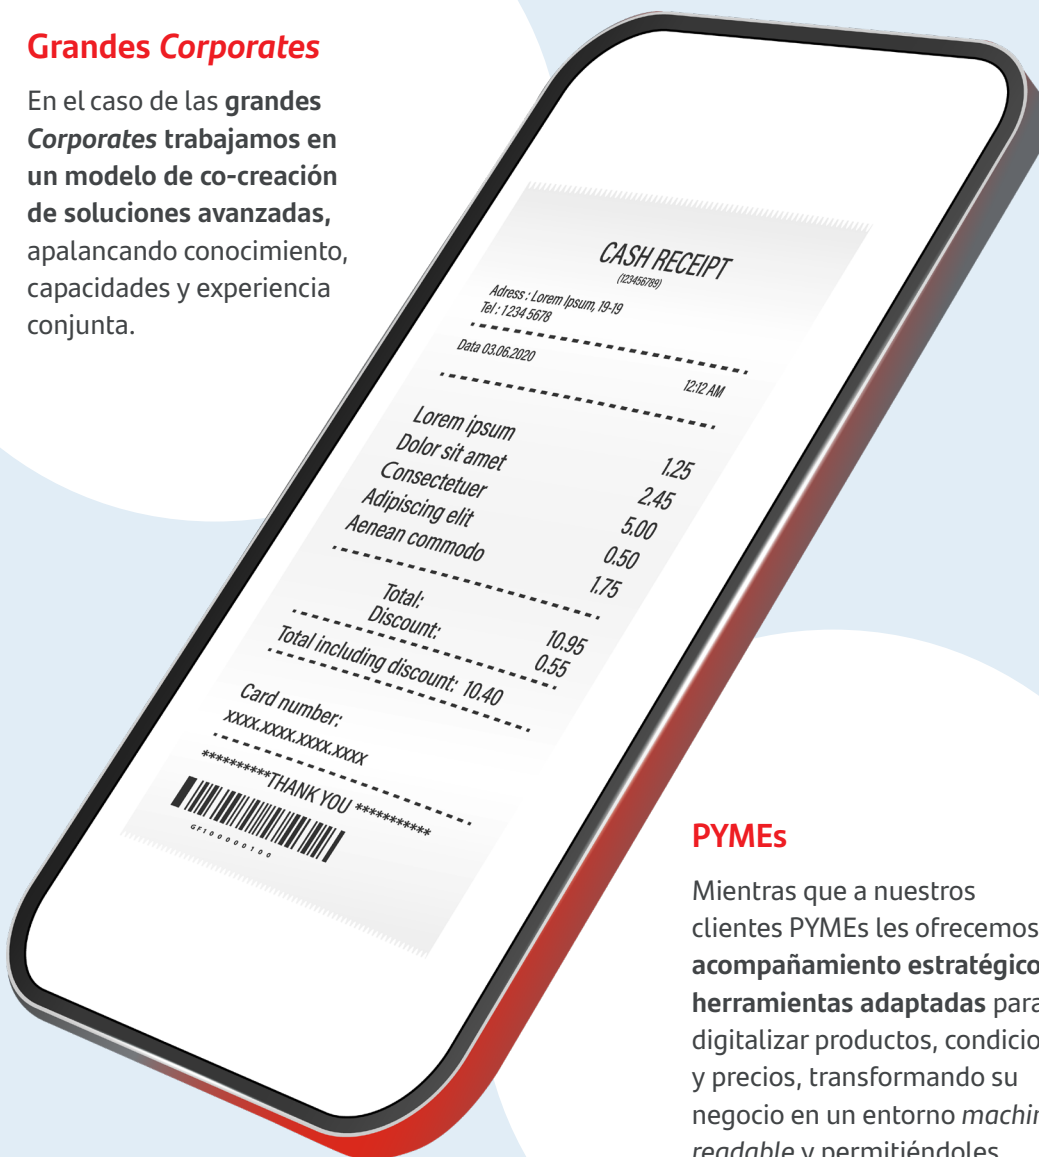 Grandes Corporates
En el caso de las grandes
Corporates trabajamos en
un modelo de co-creación
de soluciones avanzadas,
apalancando conocimiento,
capacidades y experiencia
conjunta.
CASH RECEIPT
(123456789)
Adress : Lorem Ipsum, 19-19
Tel : 1 234 5678
Data 03.06.2020 12:12 AM
Lorem ipsum 1.25
Dolor sit amet 2.45
Consectetuer 5.00
Adipiscing elit 0.50
Aenean commodo 1.75
Total: 10.95
Discount: 0.55
Total including discount: 10.40
Card number:
xxxx.xxxx.xxxx.xxxx
**********THANK YOU ***********
GF100000100
PYMEs
Mientras que a nuestros
clientes PYMEs les ofrecemos
acompañamiento estratégico
herramientas adaptadas para
digitalizar productos,
y precios, transformando su
negocio en un entorno
readable y permitiéndoles